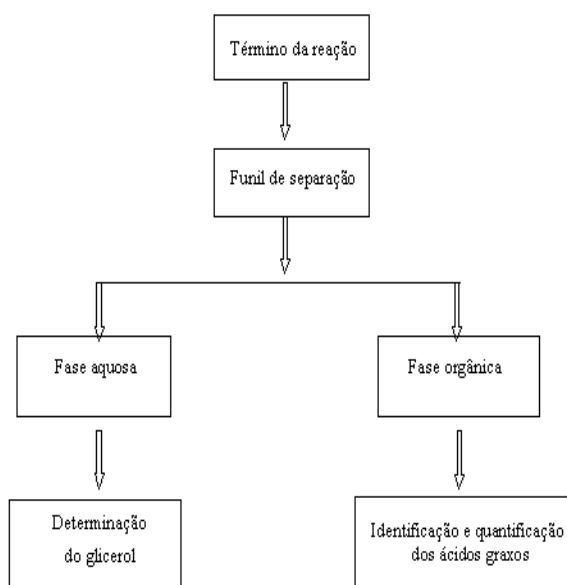 Término da reação
Funil de separação
Fase aquosa
Fase orgânica
Determinação
do glicerol
Identificação e quantificação
dos ácidos graxos